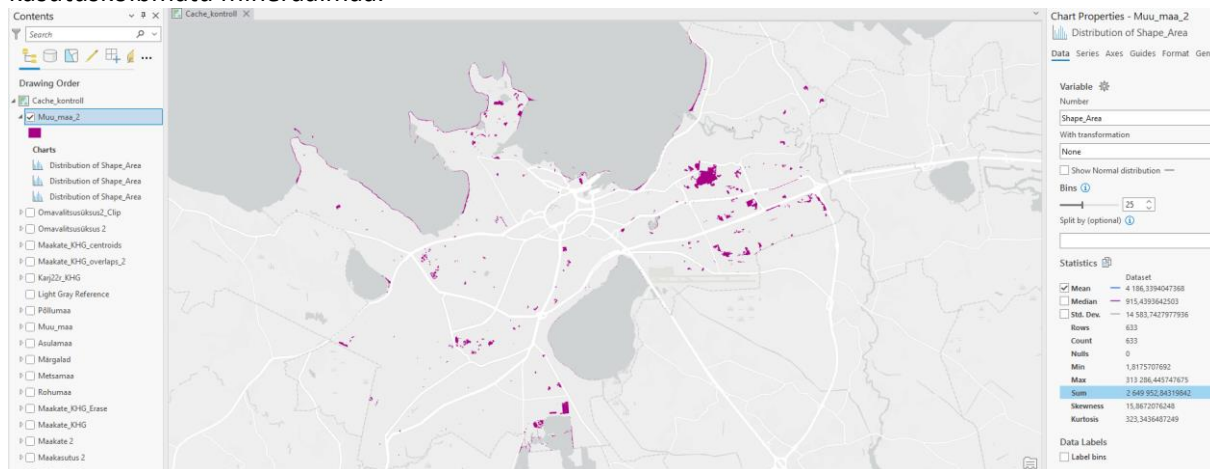 Contents
Cache_kontroll
Search
Drawing Order
Cache_kontroll
Muu_maa_2
Charts
Distribution of Shape_Area
Distribution of Shape_Area
Distribution of Shape_Area
Omavalitsusüksus2_Clip
Omavalitsusüksus 2
Maakate_KHG_centroids
Maakate_KHG_overlaps_2
Karj22r_KHG
Light Gray Reference
Põllumaa
Muu_maa
Asulamaa
Märgalad
Metsamaa
Rohumaa
Maakate_KHG_Erase
Maakate_KHG
Maakate 2
Maakasutus 2
Chart Properties - Muu_maa_2
Distribution of Shape_Area
Data Series Axes Guides Format Gen
Variable
Number
Shape_Area
With transformation
None
Show Normal distribution
Bins
25
Split by (optional)
Statistics
Dataset
Mean 4 186,3394047368
Median 915,4393642503
Std. Dev. 14 583,7427977936
Rows 633
Count 633
Nulls 0
Min 1,8175707692
Max 313 286,445747675
Sum 2 649 952,84319842
Skewness 15,8672076248
Kurtosis 323,3436487249
Data Labels
Label bins